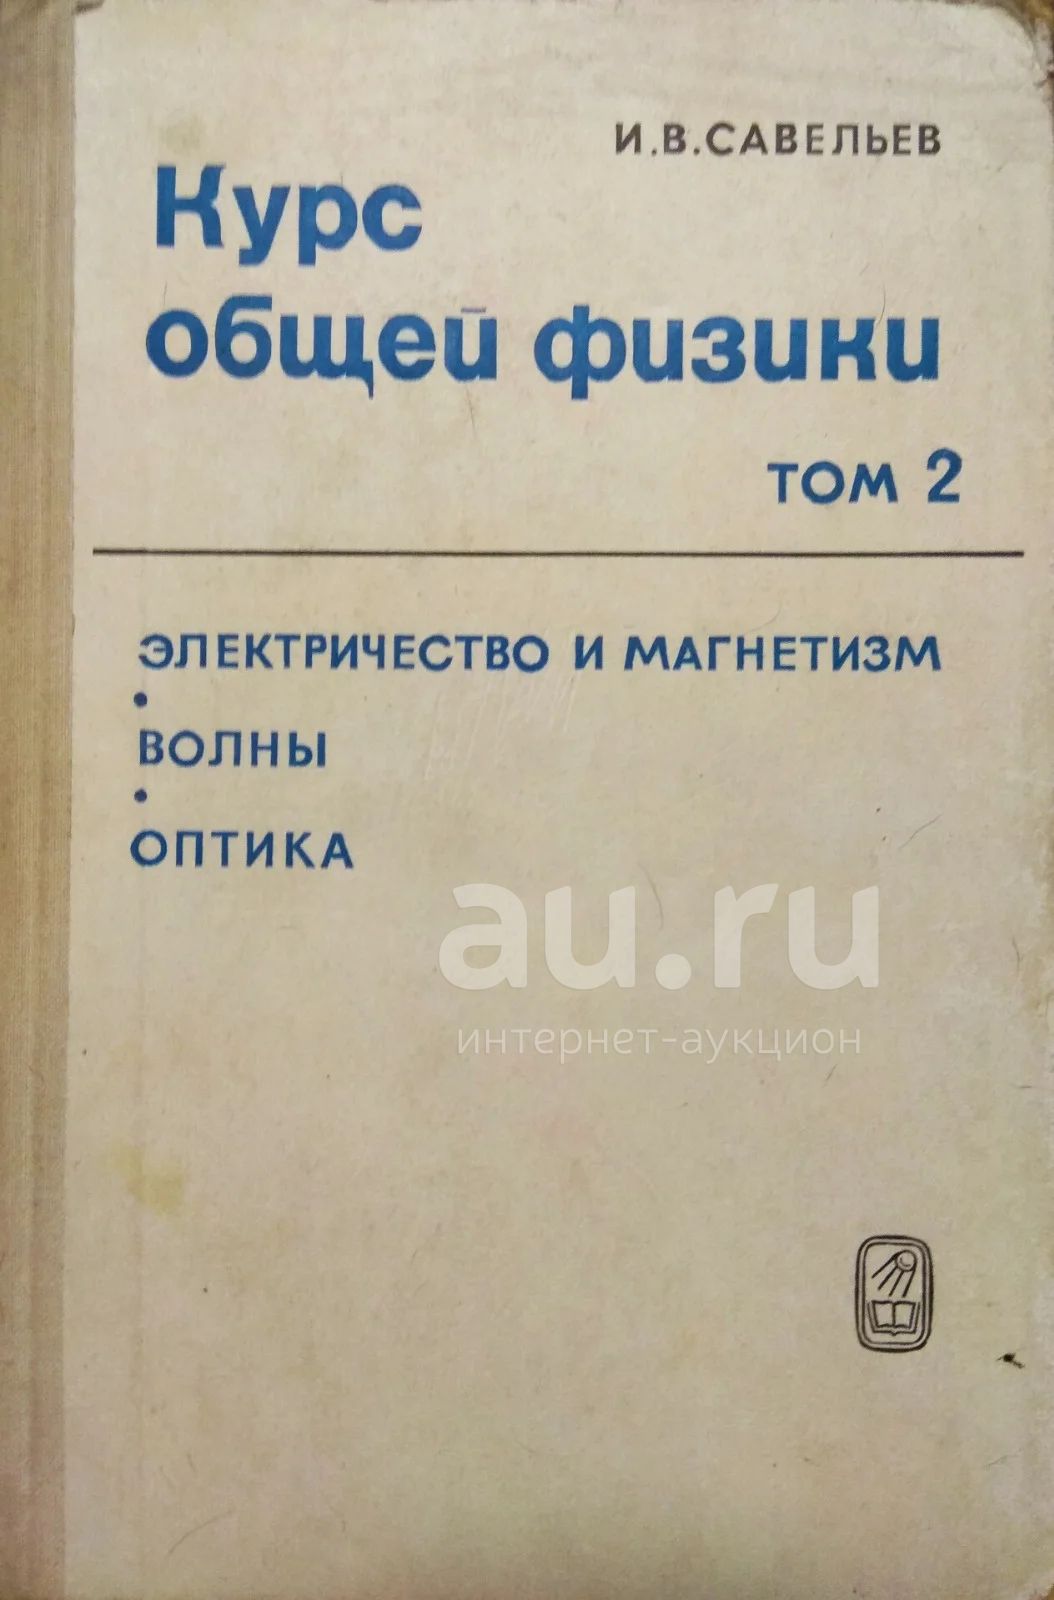 И.В.САВЕЛЬЕВ
Курс
общей физики
ТОМ 2
ЭЛЕКТРИЧЕСТВО И МАГНЕТИЗМ
•
ВОЛНЫ
•
ОПТИКА
au.ru
интернет-аукцион